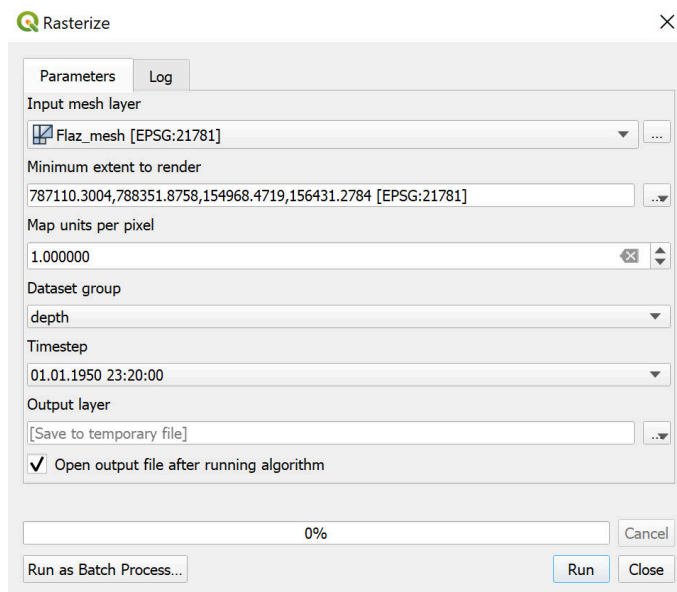 Rasterize
Parameters Log
Input mesh layer
Flaz_mesh [EPSG:21781]
...
Minimum extent to render
787110.3004,788351.8758,154968.4719,156431.2784 [EPSG:21781]
...
Map units per pixel
1.000000
Dataset group
depth
Timestep
01.01.1950 23:20:00
Output layer
[Save to temporary file]
...
Open output file after running algorithm
0% Cancel
Run as Batch Process... Run Close